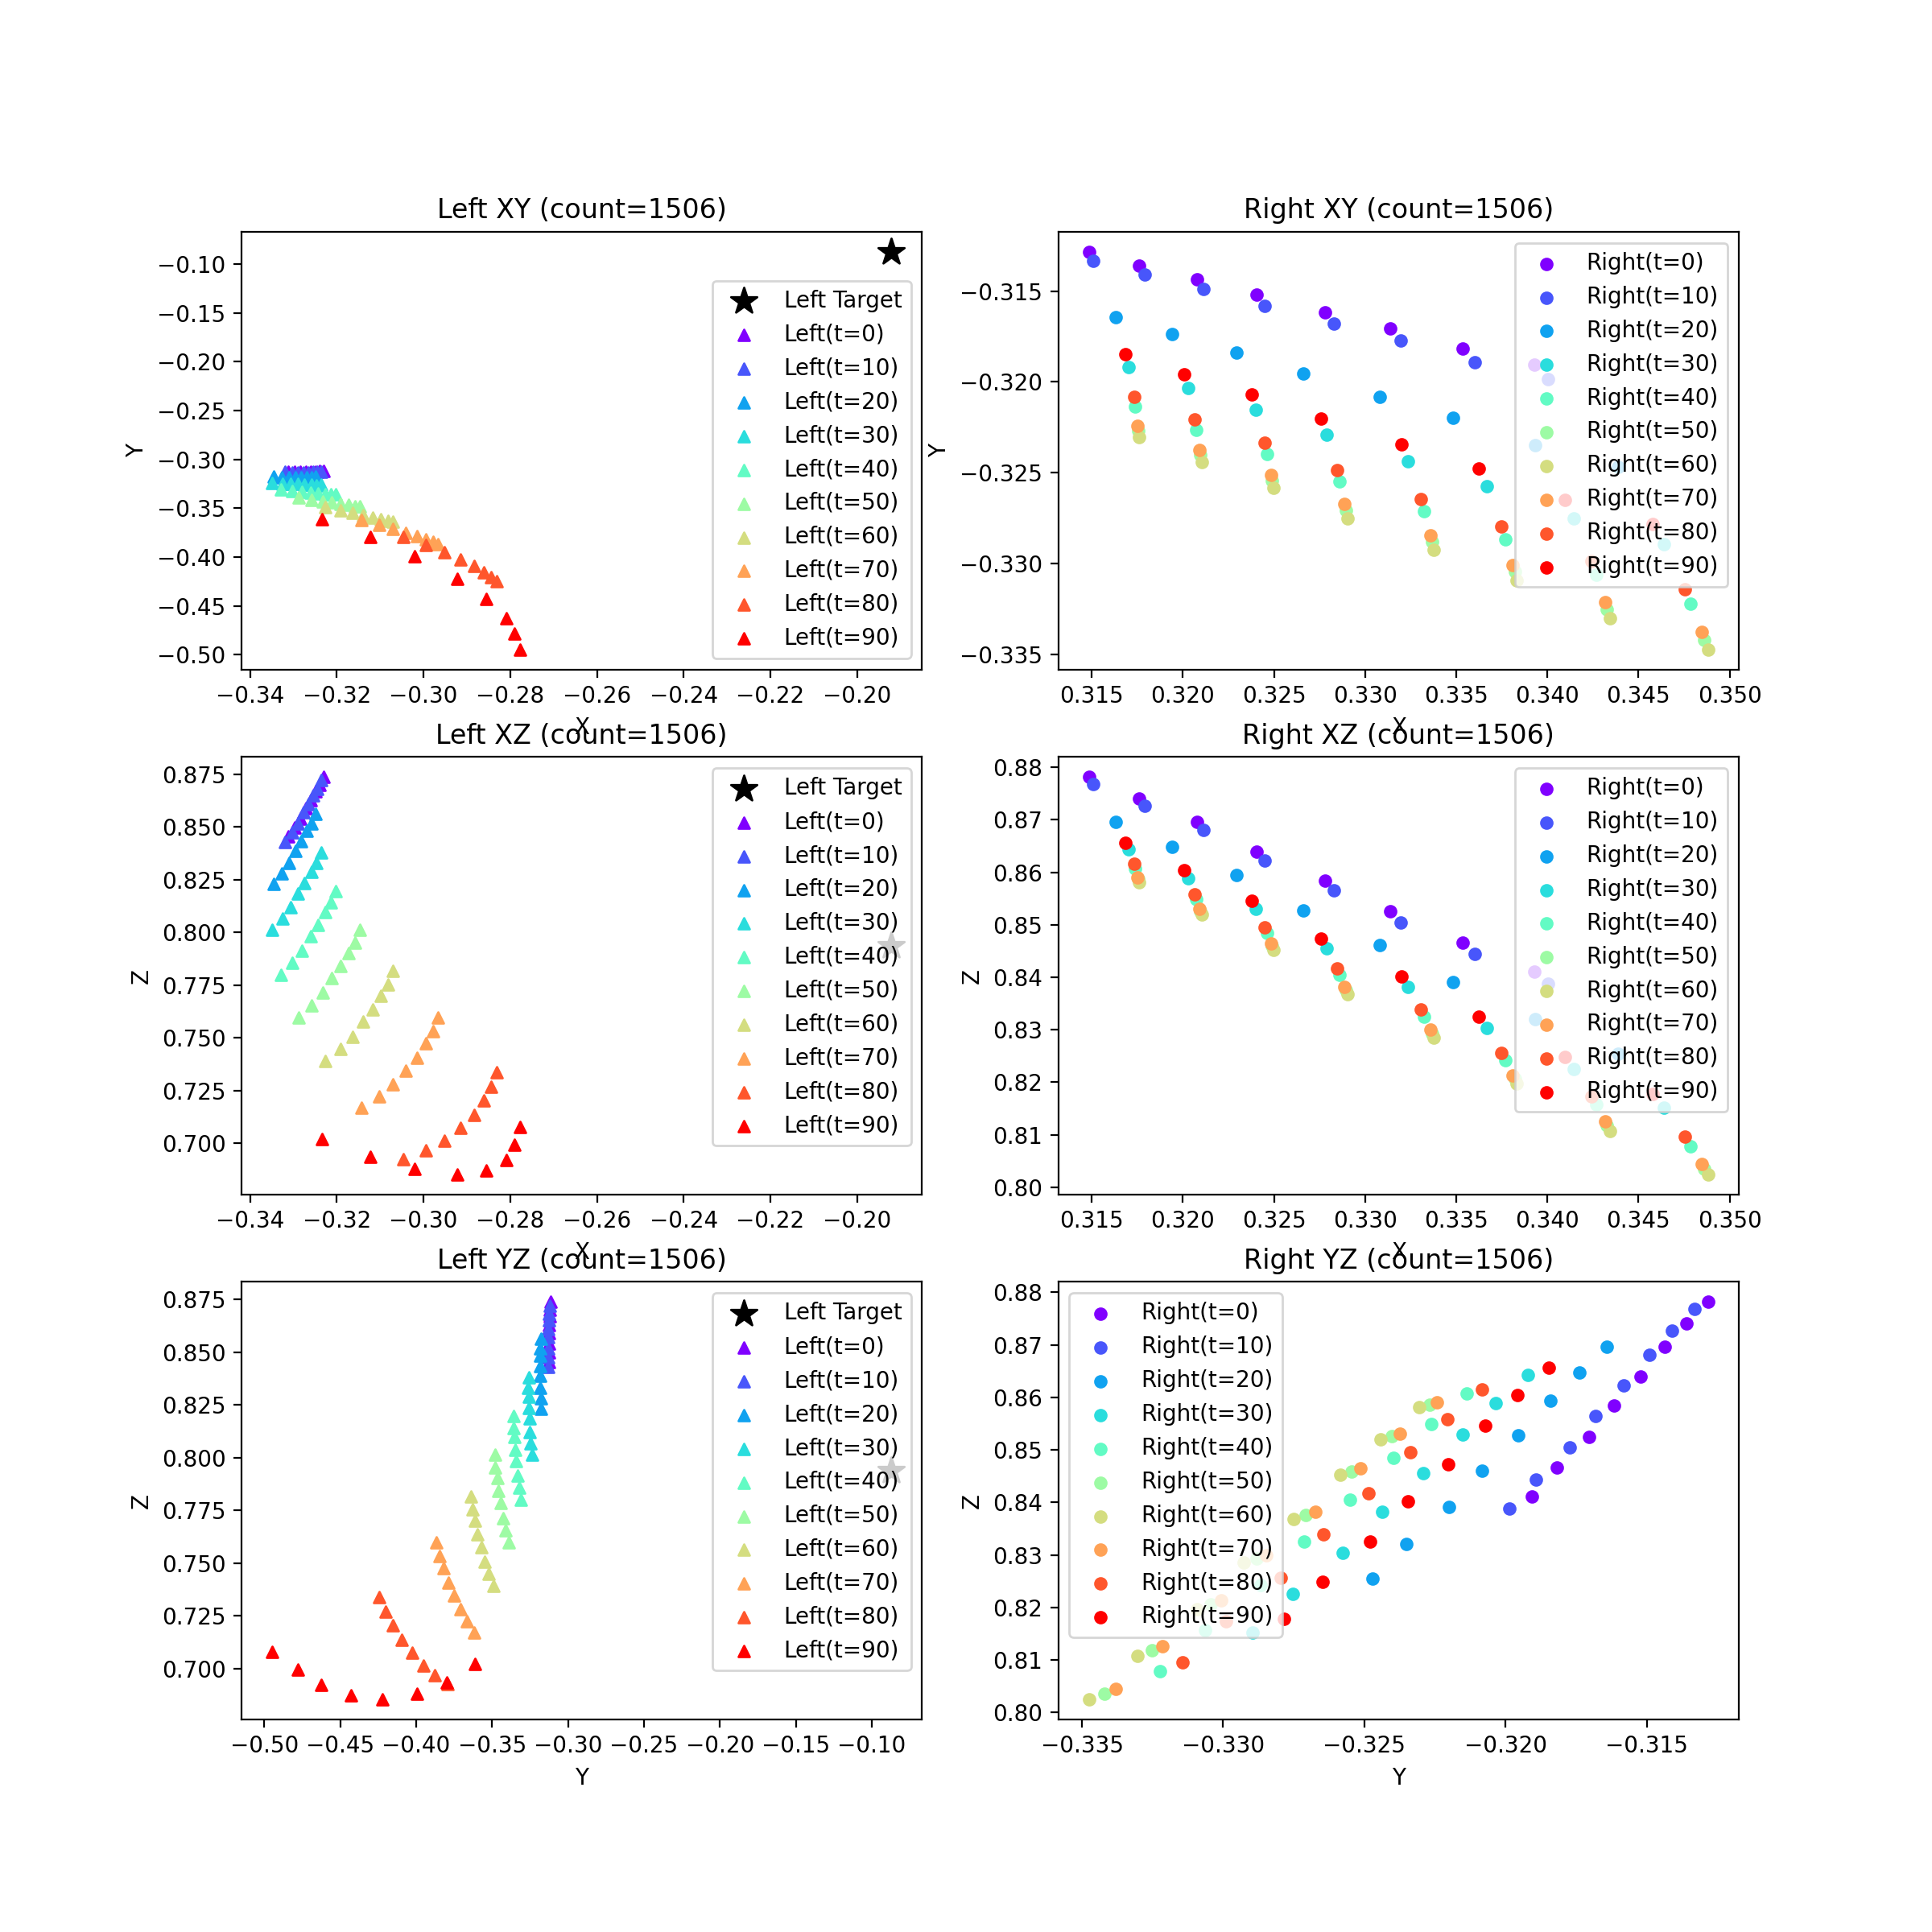 Left XY (count=1506)
−0.10
−0.15
−0.20
−0.25
−0.30
−0.35
−0.40
−0.45
−0.50
Y
−0.34 −0.32 −0.30 −0.28 −0.26 −0.24 −0.22 −0.20
X
Left Target
Left(t=0)
Left(t=10)
Left(t=20)
Left(t=30)
Left(t=40)
Left(t=50)
Left(t=60)
Left(t=70)
Left(t=80)
Left(t=90)
Right XY (count=1506)
−0.315
−0.320
−0.325
−0.330
−0.335
Y
0.315 0.320 0.325 0.330 0.335 0.340 0.345 0.350
X
Right(t=0)
Right(t=10)
Right(t=20)
Right(t=30)
Right(t=40)
Right(t=50)
Right(t=60)
Right(t=70)
Right(t=80)
Right(t=90)
Left XZ (count=1506)
0.875
0.850
0.825
0.800
0.775
0.750
0.725
0.700
Z
−0.34 −0.32 −0.30 −0.28 −0.26 −0.24 −0.22 −0.20
X
Left Target
Left(t=0)
Left(t=10)
Left(t=20)
Left(t=30)
Left(t=40)
Left(t=50)
Left(t=60)
Left(t=70)
Left(t=80)
Left(t=90)
Right XZ (count=1506)
0.88
0.87
0.86
0.85
0.84
0.83
0.82
0.81
0.80
Z
0.315 0.320 0.325 0.330 0.335 0.340 0.345 0.350
X
Right(t=0)
Right(t=10)
Right(t=20)
Right(t=30)
Right(t=40)
Right(t=50)
Right(t=60)
Right(t=70)
Right(t=80)
Right(t=90)
Left YZ (count=1506)
0.875
0.850
0.825
0.800
0.775
0.750
0.725
0.700
Z
−0.50 −0.45 −0.40 −0.35 −0.30 −0.25 −0.20 −0.15 −0.10
Y
Left Target
Left(t=0)
Left(t=10)
Left(t=20)
Left(t=30)
Left(t=40)
Left(t=50)
Left(t=60)
Left(t=70)
Left(t=80)
Left(t=90)
Right YZ (count=1506)
0.88
0.87
0.86
0.85
0.84
0.83
0.82
0.81
0.80
Z
−0.335 −0.330 −0.325 −0.320 −0.315
Y
Right(t=0)
Right(t=10)
Right(t=20)
Right(t=30)
Right(t=40)
Right(t=50)
Right(t=60)
Right(t=70)
Right(t=80)
Right(t=90)